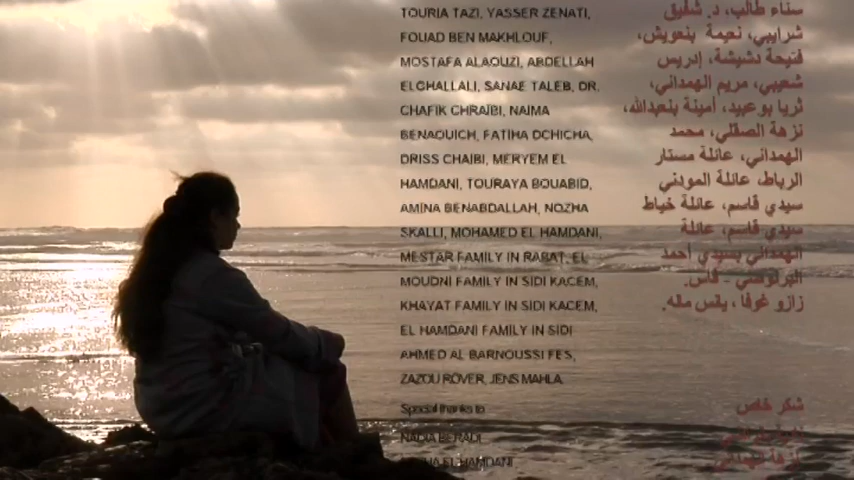 TOURIA TAZI, YASSER ZENATI,
FOUAD BEN MAKHLOUF,
MOSTAFA ALAOUZI, ABDELLAH
ELGHALLALI, SANAE TALEB, DR.
CHAFIK CHRAIBI, NAIMA
BENAOUICH, FATIHA DCHICHA,
DRISS CHAIBI, MERYEM EL
HAMDANI, TOURAYA BOUABID,
AMINA BENABDALLAH, NOZHA
SKALLI, MOHAMED EL HAMDANI,
MESTAR FAMILY IN RABAT, EL
MOUDNI FAMILY IN SIDI KACEM,
KHAYAT FAMILY IN SIDI KACEM,
EL HAMDANI FAMILY IN SIDI
AHMED AL BARNOUSSI FES,
ZAZOU ROVER, JENS MAHLA
Special thanks to
NADIA BERADI
EL HAMDANI
سناء طالب، د. شفيق
شرايبي، نعيمة بنعويش،
فتيحة دشيشة، إدريس
شعيبي، مريم الهمداني،
ثريا بوعبيد، أمينة بنعبدالله،
نزهة الصقلي، محمد
الهمداني، عائلة مستار
الرباط، عائلة المودني
سيدي قاسم، عائلة خياط
سيدي قاسم، عائلة
الهمداني بسيدي أحمد
البرنوصي - فاس.
زازو غوفا ، يانس ماله.
شكر خاص
نزهة الهمداني